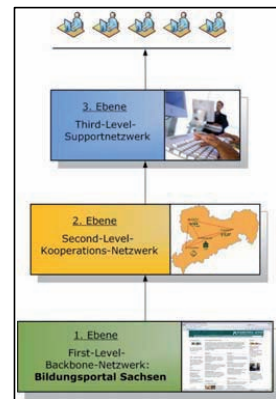 3. Ebene
Third-Level-
Supportnetzwerk
2. Ebene
Second-Level-
Kooperations-Netzwerk
1. Ebene
First-Level-
Backbone-Netzwerk:
Bildungsportal Sachsen